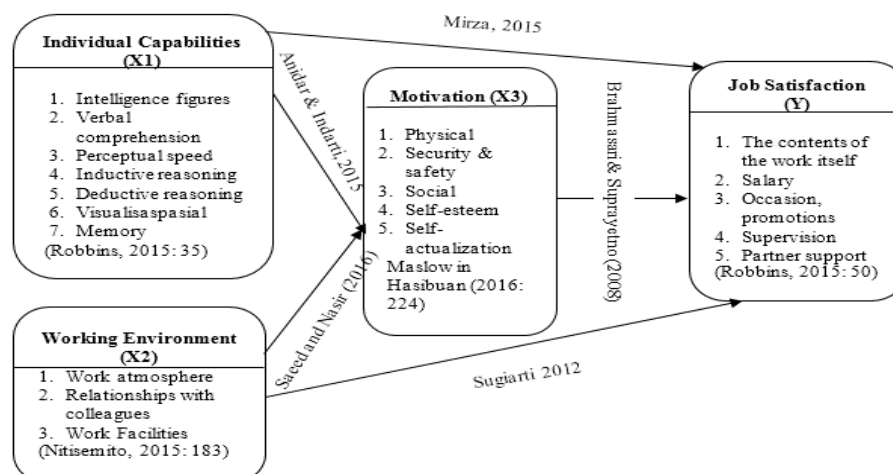 Individual Capabilities
(X1)
1. Intelligence figures
2. Verbal
comprehension
3. Perceptual speed
4. Inductive reasoning
5. Deductive reasoning
6. Visualisaspasial
7. Memory
(Robbins, 2015: 35)
Working Environment
(X2)
1. Work atmosphere
2. Relationships with
colleagues
3. Work Facilities
(Nitisemito, 2015: 183)
Anidar & Indarti, 2015
Saeed and Nasir (2016)
Mirza, 2015
Motivation (X3)
1. Physical
2. Security &
safety
3. Social
4. Self-esteem
5. Self-
actualization
Maslow in
Hasibuan (2016:
224)
Brahmasari & Suprayetno (2008)
Sugiarti 2012
Job Satisfaction
(Y)
1. The contents of
the work itself
2. Salary
3. Occasion,
promotions
4. Supervision
5. Partner support
(Robbins, 2015: 50)